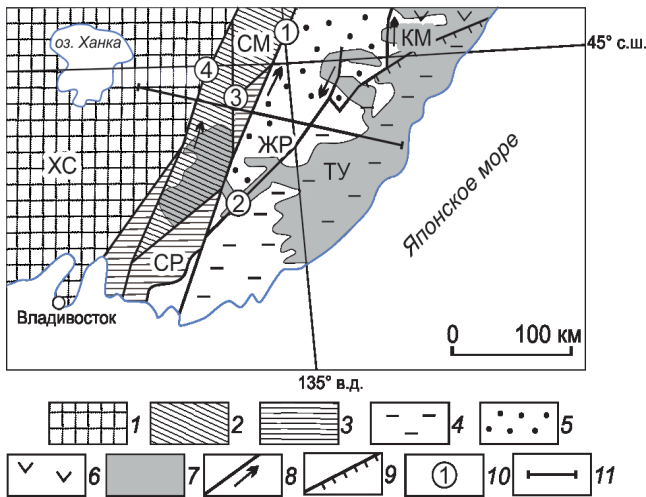 СМ
1
КМ
оз. Ханка
45° с.ш.
4
3
ХС
ЖР
ТУ
2
Японское море
СР
Владивосток
0 100 км
135° в.д.
1 2 3 4 5
6 7 8 9 1 10 11